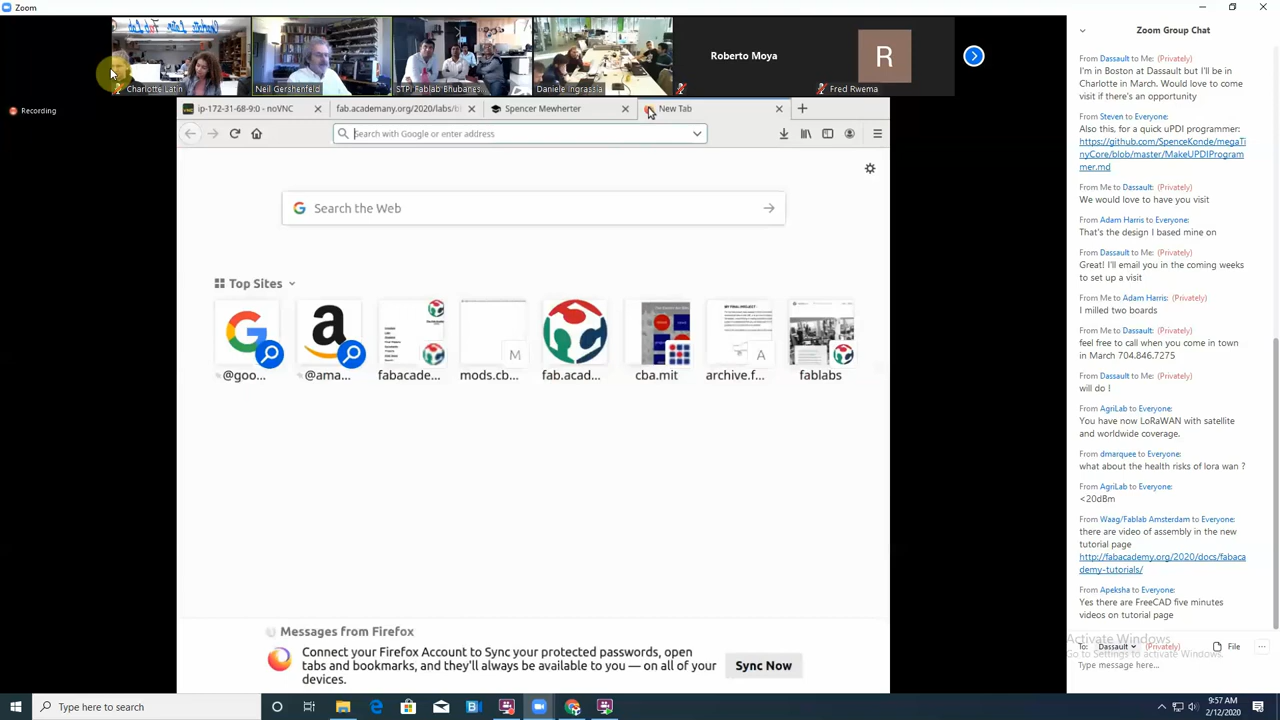 Zoom
Charlotte Latin
Neil Gershenfeld
STPI Fablab Bhubanes...
Daniele Ingrassia
Roberto Moya
R
Fred Rwema
Recording
ip-172-31-68-9:0 - noVNC
fab.academany.org/2020/labs/b
Spencer Mewherter
New Tab
Search with Google or enter address
Search the Web
Top Sites
@goo...
@ama...
fabacade...
M
mods.cb...
fab.acad...
cba.mit
MY FINAL PROJECT
A
archive.f...
fablabs
Messages from Firefox
Connect your Firefox Account to Sync your protected passwords, open
tabs and bookmarks, and they'll always be available to you — on all of your
devices.
Sync Now
Zoom Group Chat
From Dassault to Me: (Privately)
I'm in Boston at Dassault but I'll be in
Charlotte in March. Would love to come
visit if there's an opportunity
From Steven to Everyone:
Also this, for a quick uPDI programmer:
https://github.com/SpenceKonde/megaTi
nyCore/blob/master/MakeUPDIProgram
mer.md
From Me to Dassault: (Privately)
We would love to have you visit
From Adam Harris to Everyone:
That's the design I based mine on
From Dassault to Me: (Privately)
Great! I'll email you in the coming weeks
to set up a visit
From Me to Adam Harris: (Privately)
I milled two boards
From Me to Dassault: (Privately)
feel free to call when you come in town
in March 704.846.7275
From Dassault to Me: (Privately)
will do !
From AgriLab to Everyone:
You have now LoRaWAN with satellite
and worldwide coverage.
From dmarquee to Everyone:
what about the health risks of lora wan ?
From AgriLab to Everyone:
<20dBm
From Waag/Fablab Amsterdam to Everyone:
there are video of assembly in the new
tutorial page
http://fabacademy.org/2020/docs/fabaca
demy-tutorials/
From Apeksha to Everyone:
Yes there are FreeCAD five minutes
videos on tutorial page
Activate Windows
Go to Settings to activate Windows.
To: Dassault (Privately)
File
Type message here...
Type here to search
9:57 AM
2/12/2020